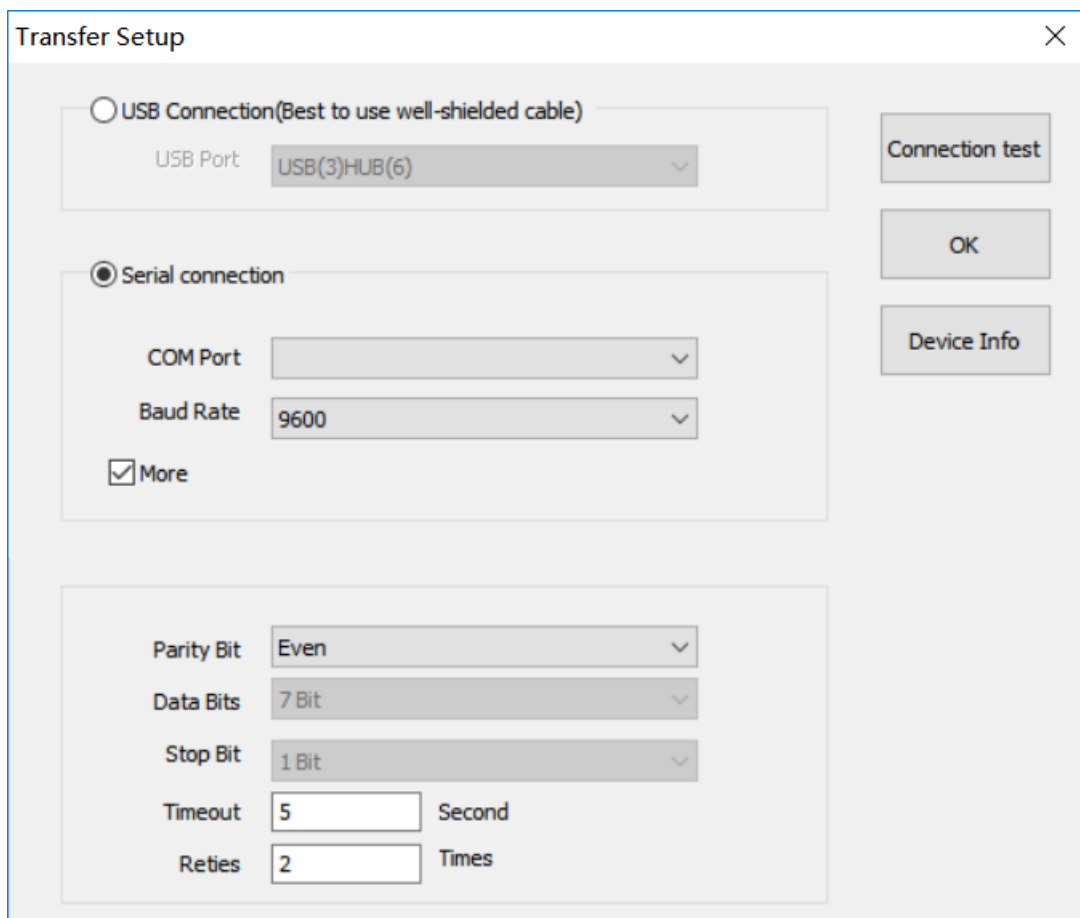 Transfer Setup
USB Connection(Best to use well-shielded cable)
USB Port USB(3)HUB(6)
Connection test
OK
Device Info
Serial connection
COM Port
Baud Rate 9600
More
Parity Bit Even
Data Bits 7 Bit
Stop Bit 1 Bit
Timeout 5 Second
Reties 2 Times